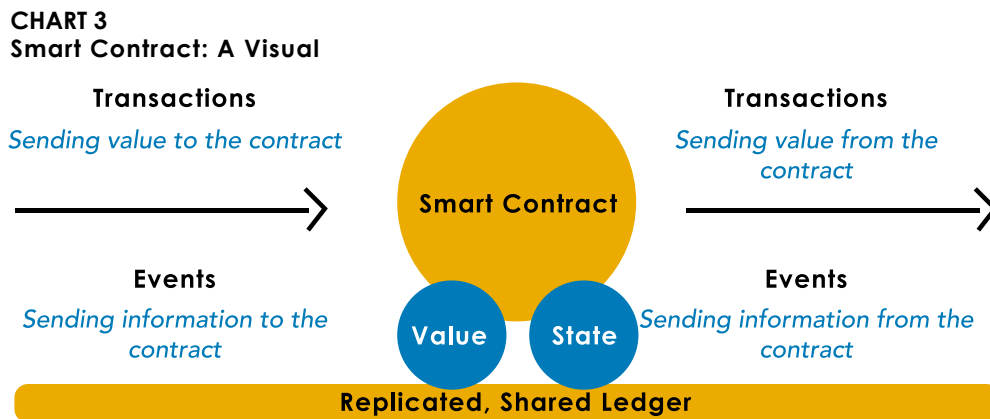 CHART 3
Smart Contract: A Visual
Transactions
Sending value to the contract
Events
Sending information to the
contract
Smart Contract
Value
State
Transactions
Sending value from the
contract
Events
Sending information from the
contract
Replicated, Shared Ledger